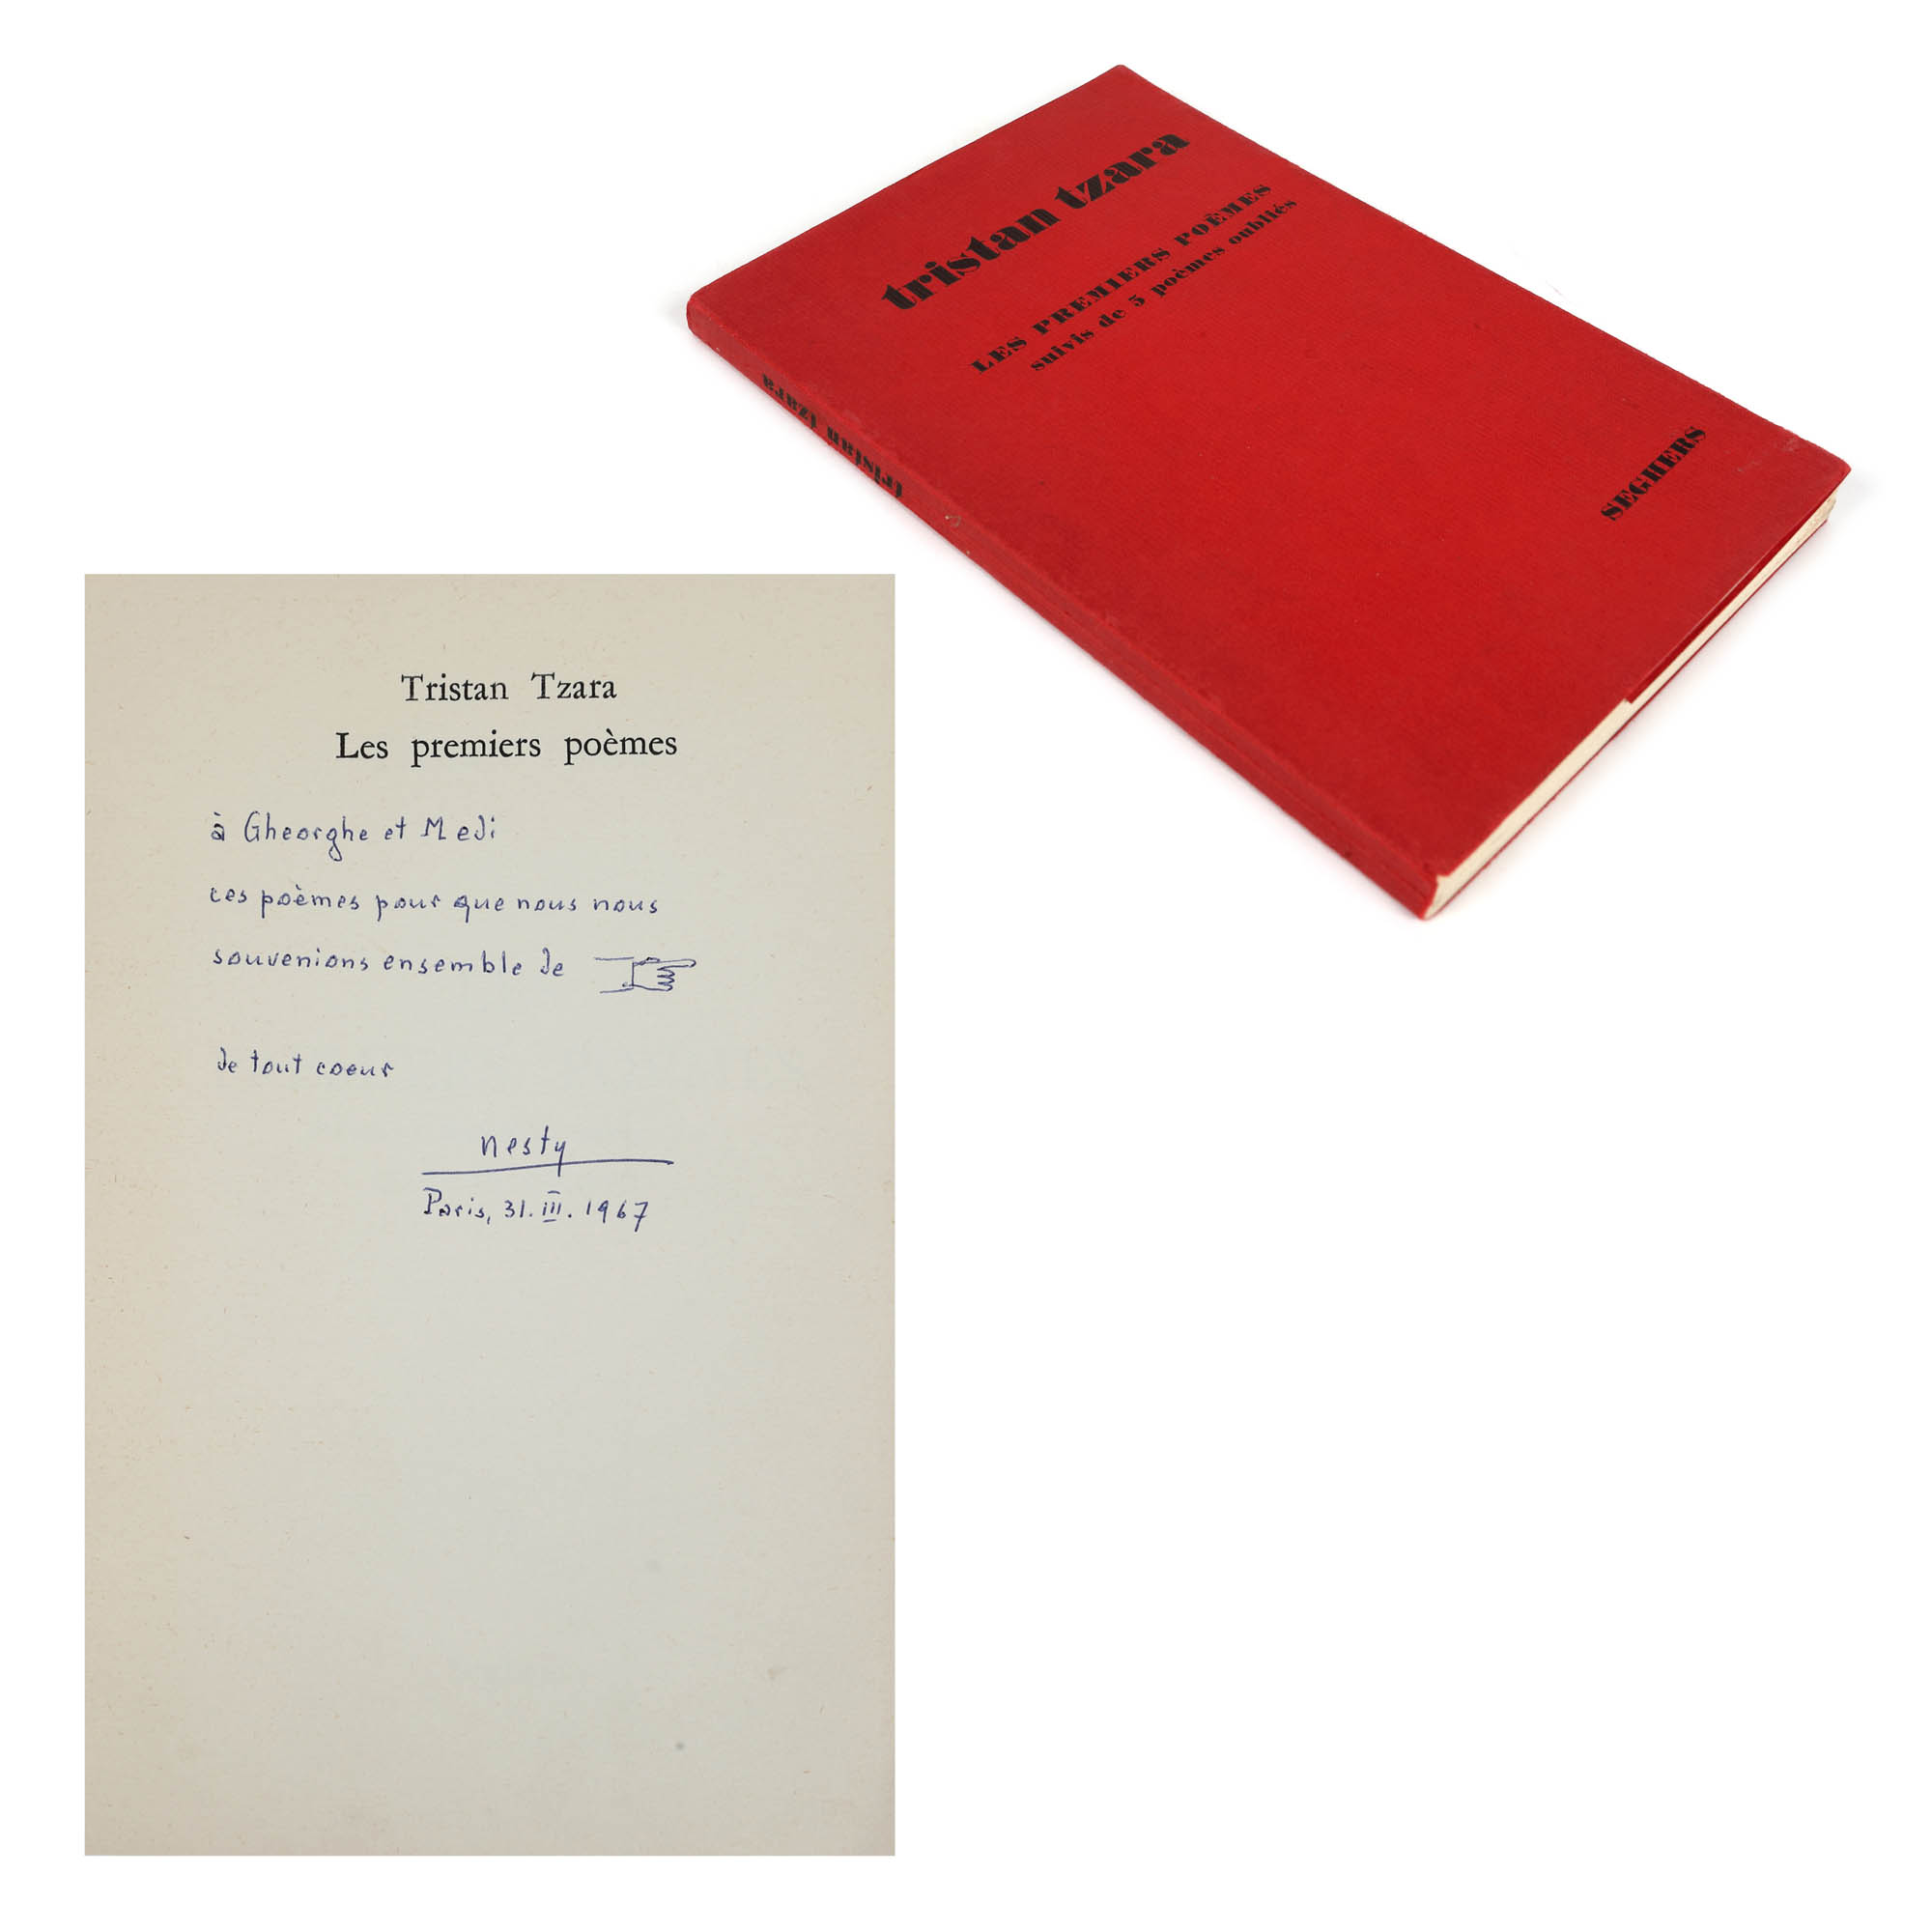 tristan tzara
LES PREMIERS POÈMES
suivis de 5 poèmes oubliés
SEGHERS
tristan tzara
Tristan Tzara
Les premiers poèmes
à Gheorghe et Medi
ces poèmes pour que nous nous
souvenions ensemble de
de tout coeur
nesty
Paris, 31. III. 1967